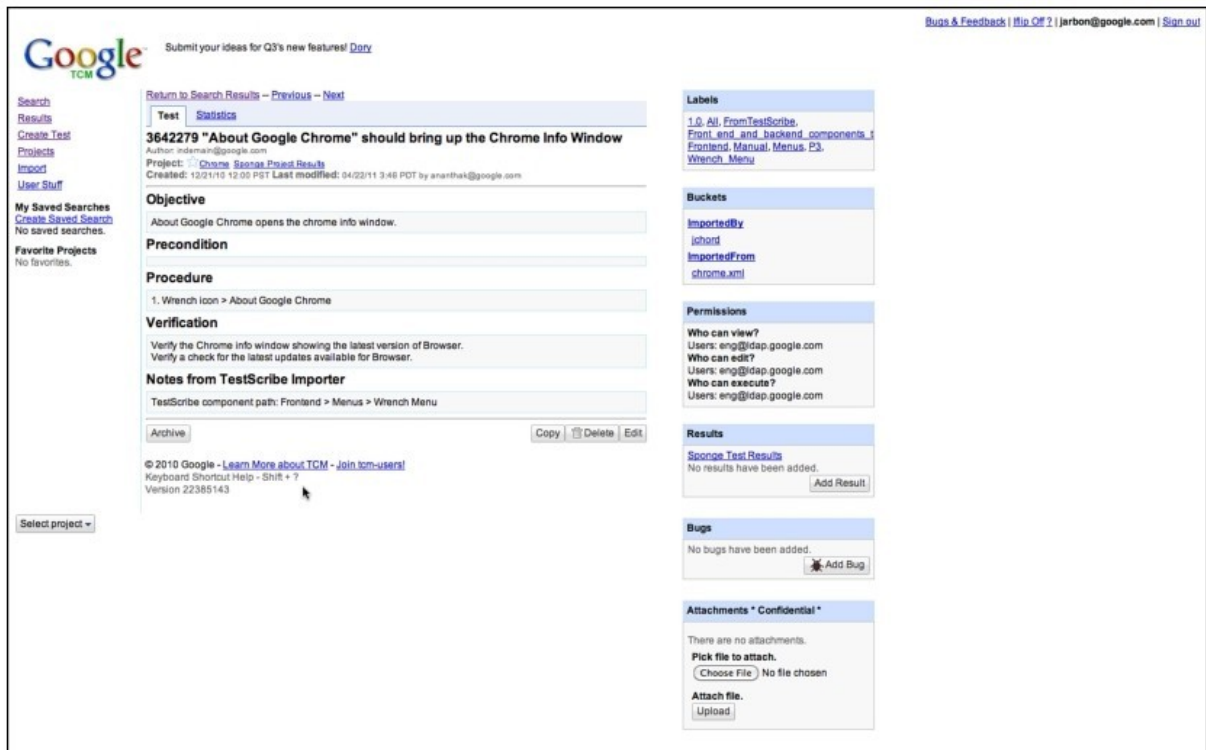 Bugs & Feedback | Iflip Off ? | jarbon@google.com | Sign out
Google
TCM
Submit your ideas for Q3's new features! Dory
Search
Results
Create Test
Projects
Import
User Stuff
My Saved Searches
Create Saved Search
No saved searches.
Favorite Projects
No favorites.
Select project
Return to Search Results -- Previous -- Next
Test Statistics
3642279 "About Google Chrome" should bring up the Chrome Info Window
Author: indemain@google.com
Project: Chrome Sponge Project Results
Created: 12/21/10 12:00 PST Last modified: 04/22/11 3:46 PDT by ananthak@google.com
Objective
About Google Chrome opens the chrome info window.
Precondition
Procedure
1. Wrench icon > About Google Chrome
Verification
Verify the Chrome info window showing the latest version of Browser.
Verify a check for the latest updates available for Browser.
Notes from TestScribe Importer
TestScribe component path: Frontend > Menus > Wrench Menu
Archive Copy Delete Edit
© 2010 Google - Learn More about TCM - Join tcm-users!
Keyboard Shortcut Help - Shift + ?
Version 22385143
Labels
1.0, All, FromTestScribe,
Front_end_and_backend_components_t
Frontend, Manual, Menus, P3,
Wrench_Menu
Buckets
ImportedBy
jchord
ImportedFrom
chrome.xml
Permissions
Who can view?
Users: eng@ldap.google.com
Who can edit?
Users: eng@ldap.google.com
Who can execute?
Users: eng@ldap.google.com
Results
Sponge Test Results
No results have been added.
Add Result
Bugs
No bugs have been added.
Add Bug
Attachments * Confidential *
There are no attachments.
Pick file to attach.
Choose File No file chosen
Attach file.
Upload